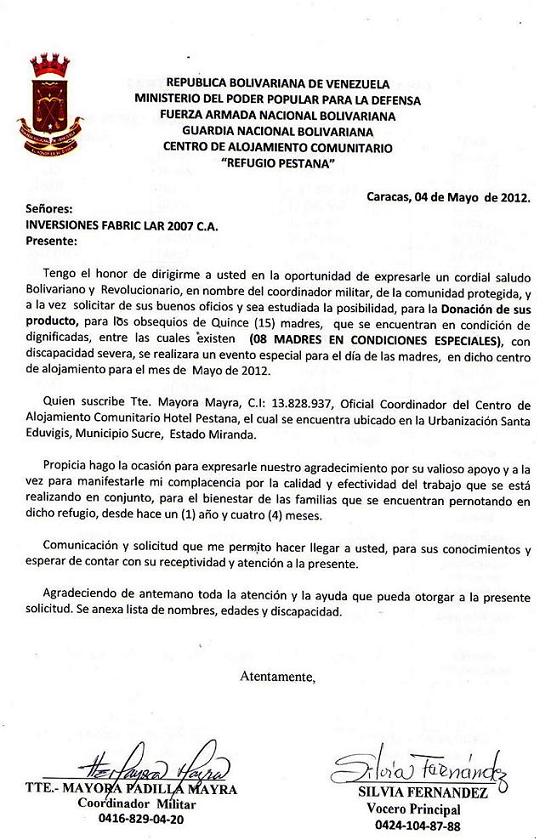 REPUBLICA BOLIVARIANA DE VENEZUELA
MINISTERIO DEL PODER POPULAR PARA LA DEFENSA
FUERZA ARMADA NACIONAL BOLIVARIANA
GUARDIA NACIONAL BOLIVARIANA
CENTRO DE ALOJAMIENTO COMUNITARIO
“REFUGIO PESTANA”
Caracas, 04 de Mayo de 2012.
Señores:
INVERSIONES FABRIC LAR 2007 C.A.
Presente:
Tengo el honor de dirigirme a usted en la oportunidad de expresarle un cordial saludo
Bolivariano y Revolucionario, en nombre del coordinador militar, de la comunidad protegida, y
a la vez solicitar de sus buenos oficios y sea estudiada la posibilidad, para la Donación de sus
producto, para los obsequios de Quince (15) madres, que se encuentran en condición de
dignificadas, entre las cuales existen (08 MADRES EN CONDICIONES ESPECIALES), con
discapacidad severa, se realizara un evento especial para el día de las madres, en dicho centro
de alojamiento para el mes de Mayo de 2012.
Quien suscribe Tte. Mayora Mayra, C.I: 13.828.937, Oficial Coordinador del Centro de
Alojamiento Comunitario Hotel Pestana, el cual se encuentra ubicado en la Urbanización Santa
Eduvigis, Municipio Sucre, Estado Miranda.
Propicia hago la ocasión para expresarle nuestro agradecimiento por su valioso apoyo y a la
vez para manifestarle mi complacencia por la calidad y efectividad del trabajo que se está
realizando en conjunto, para el bienestar de las familias que se encuentran pernotando en
dicho refugio, desde hace un (1) año y cuatro (4) meses.
Comunicación y solicitud que me permito hacer llegar a usted, para sus conocimientos y
esperar de contar con su receptividad y atención a la presente.
Agradeciendo de antemano toda la atención y la ayuda que pueda otorgar a la presente
solicitud. Se anexa lista de nombres, edades y discapacidad.
Atentamente,
Silvia Fernández
TTE.- MAYORA PADILLA MAYRA
Coordinador Militar
0416-829-04-20
SILVIA FERNANDEZ
Vocero Principal
0424-104-87-88